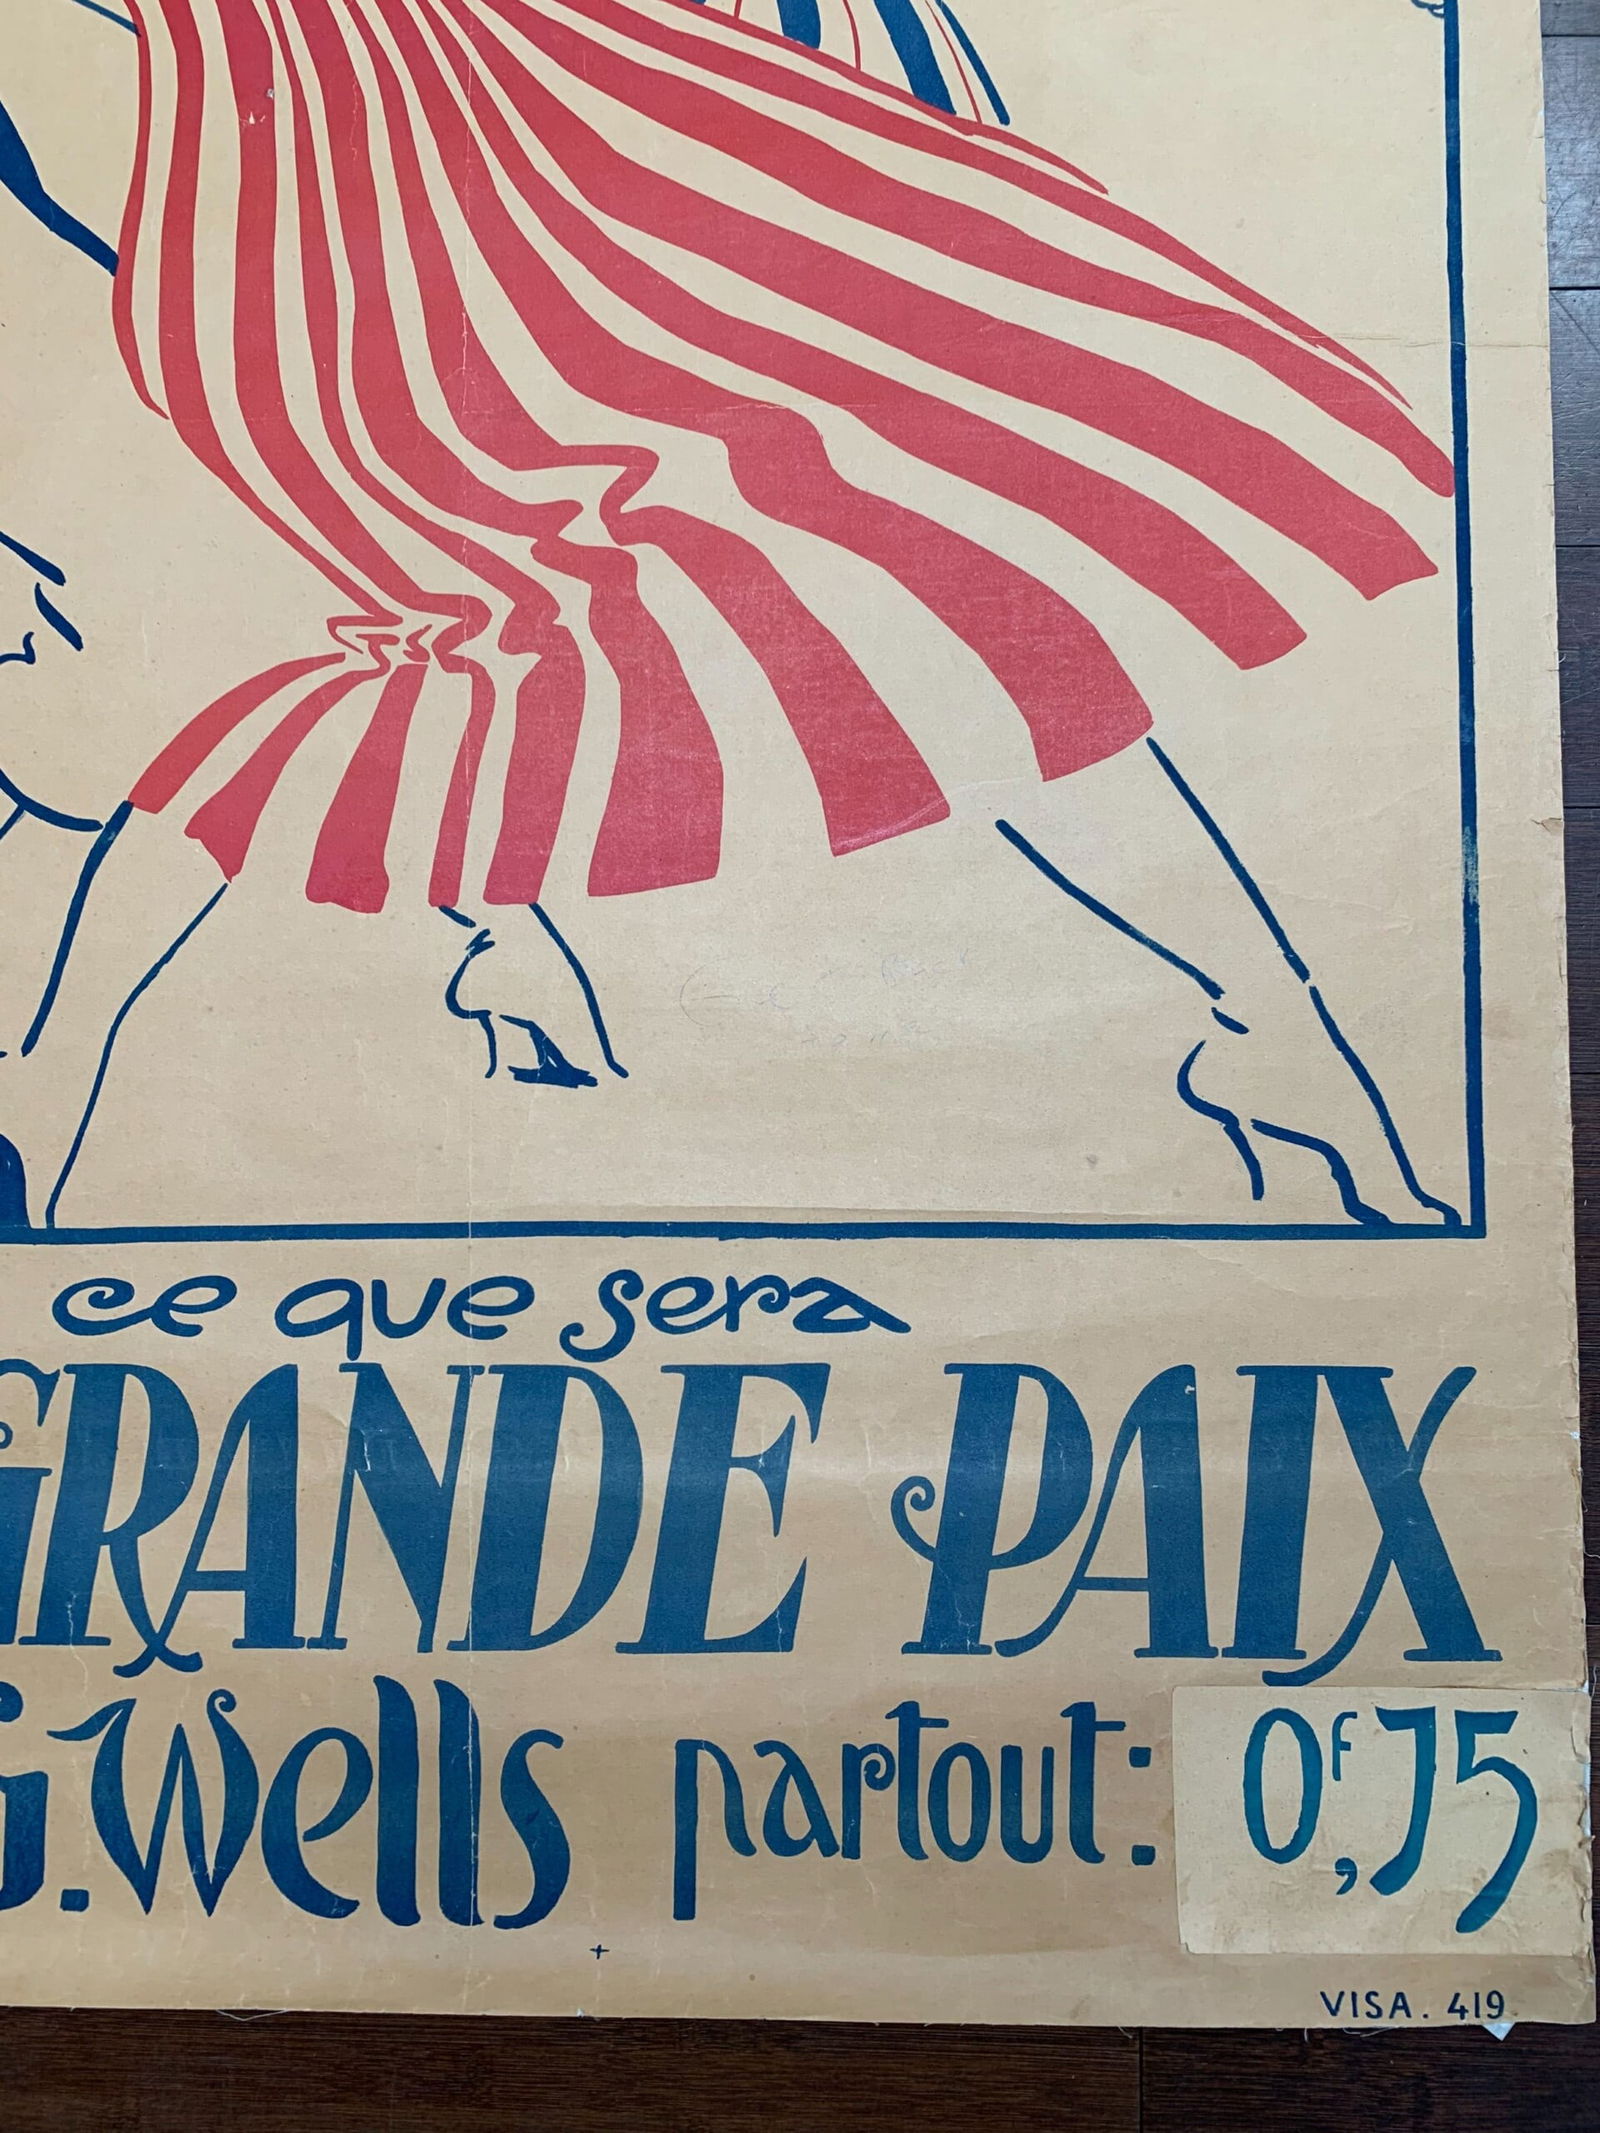 ce que sera
GRANDE PAIX
G. Wells partout: 0f,75
VISA. 419